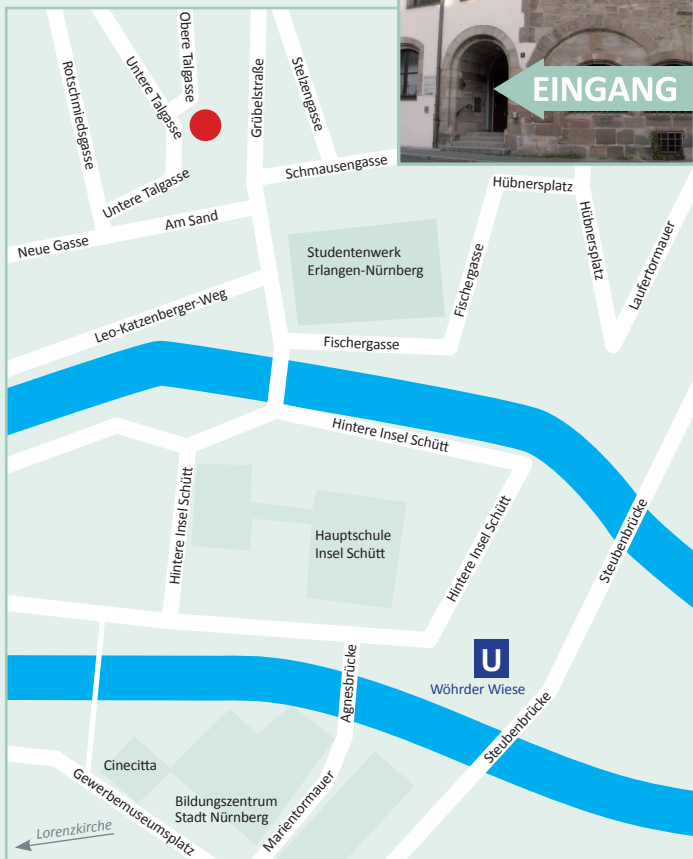 EINGANG
Obere Talgasse
Untere Talgasse
Rotschmiedsgasse
Grübelstraße
Stelzengasse
Schmausengasse
Untere Talgasse
Am Sand
Neue Gasse
Hübnersplatz
Hübnersplatz
Laufertormauer
Studentenwerk
Erlangen-Nürnberg
Fischergasse
Leo-Katzenberger-Weg
Fischergasse
Hintere Insel Schütt
Hintere Insel Schütt
Hauptschule
Insel Schütt
Hintere Insel Schütt
Steubenbrücke
U
Wöhrder Wiese
Agnesbrücke
Steubenbrücke
Cinecitta
Gewerbemuseumsplatz
Bildungszentrum
Stadt Nürnberg
Marientormauer
Lorenzkirche